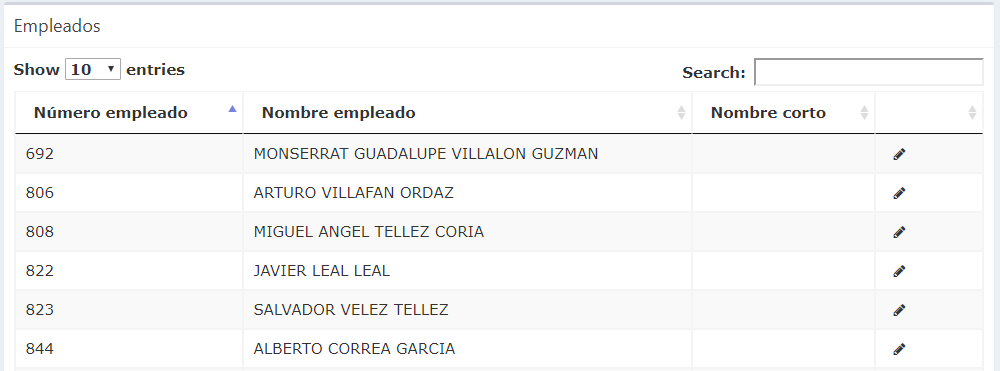 Empleados
Show 10 entries
Search:
Número empleado Nombre empleado Nombre corto
692 MONSERRAT GUADALUPE VILLALON GUZMAN
806 ARTURO VILLAFAN ORDAZ
808 MIGUEL ANGEL TELLEZ CORIA
822 JAVIER LEAL LEAL
823 SALVADOR VELEZ TELLEZ
844 ALBERTO CORREA GARCIA